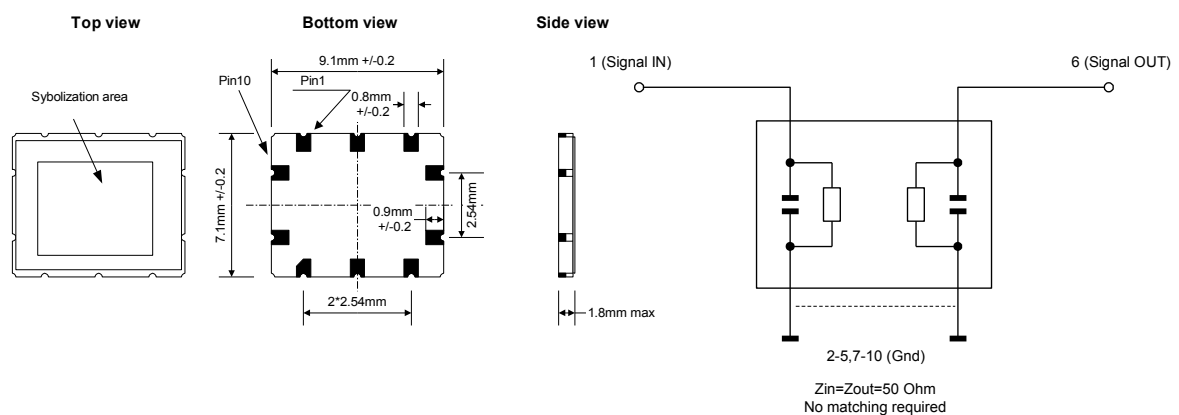 Top view
Bottom view
Side view
9.1mm +/-0.2
Pin10
Pin1
0.8mm
+/-0.2
Sybolization area
7.1mm +/-0.2
0.9mm
+/-0.2
2.54mm
2*2.54mm
1.8mm max
1 (Signal IN)
6 (Signal OUT)
2-5,7-10 (Gnd)
Zin=Zout=50 Ohm
No matching required